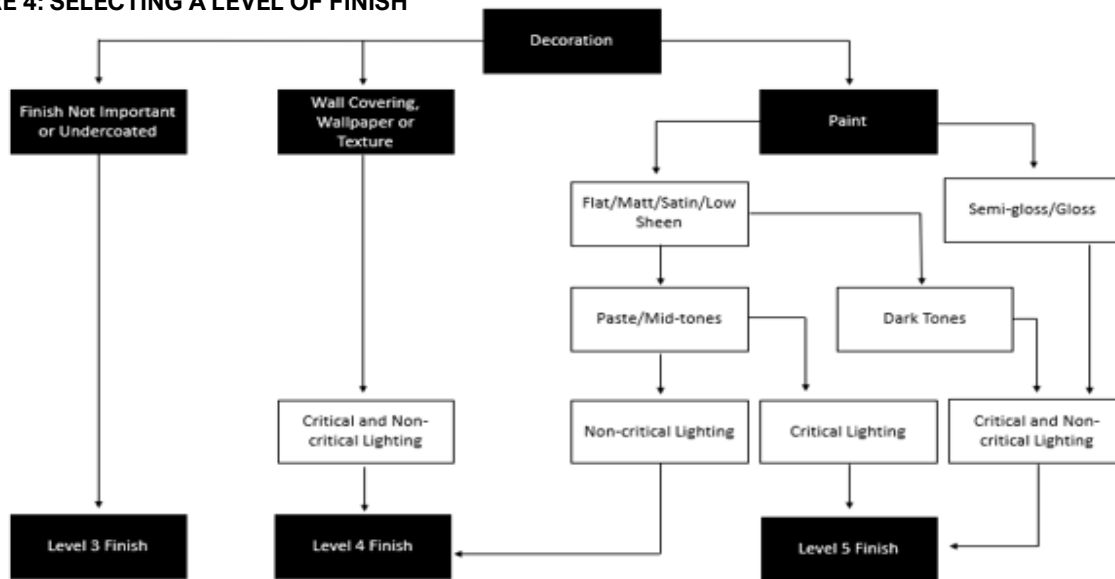 RE 4: SELECTING A LEVEL OF FINISH
Decoration
Finish Not Important
or Undercoated
Wall Covering,
Wallpaper or
Texture
Paint
Flat/Matt/Satin/Low
Sheen
Semi-gloss/Gloss
Paste/Mid-tones
Dark Tones
Critical and Non-
critical Lighting
Non-critical Lighting
Critical Lighting
Critical and Non-
critical Lighting
Level 3 Finish
Level 4 Finish
Level 5 Finish